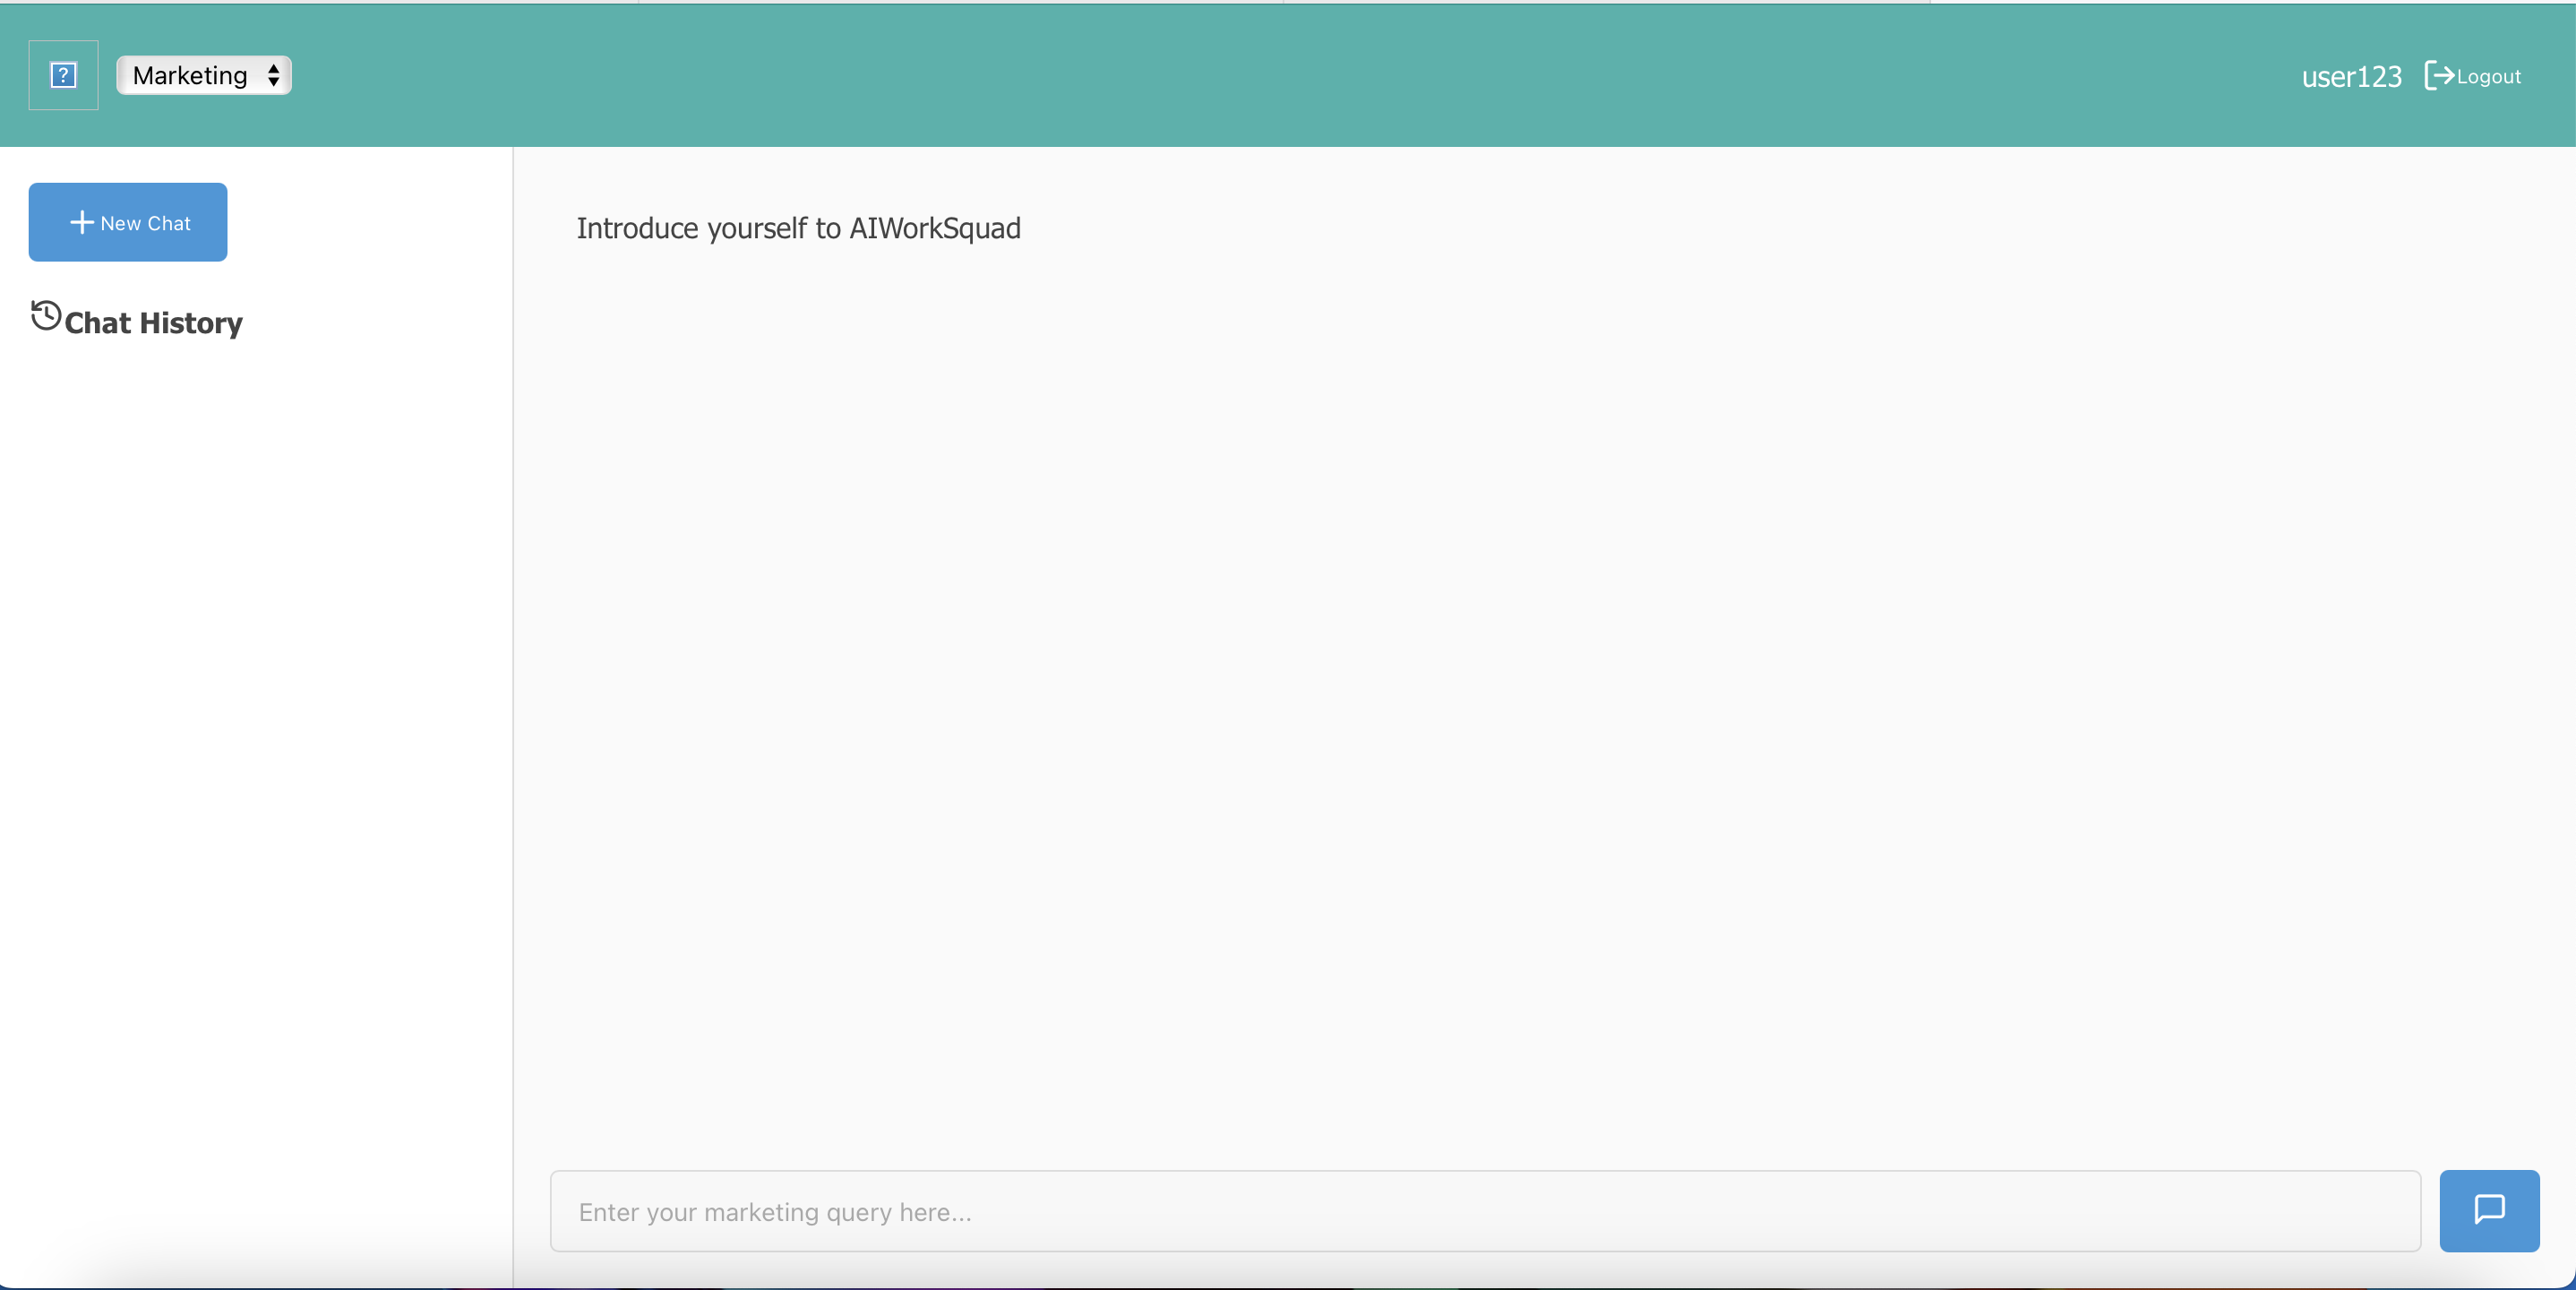 ?
Marketing
user123
Logout
New Chat
Chat History
Introduce yourself to AIWorkSquad
Enter your marketing query here...